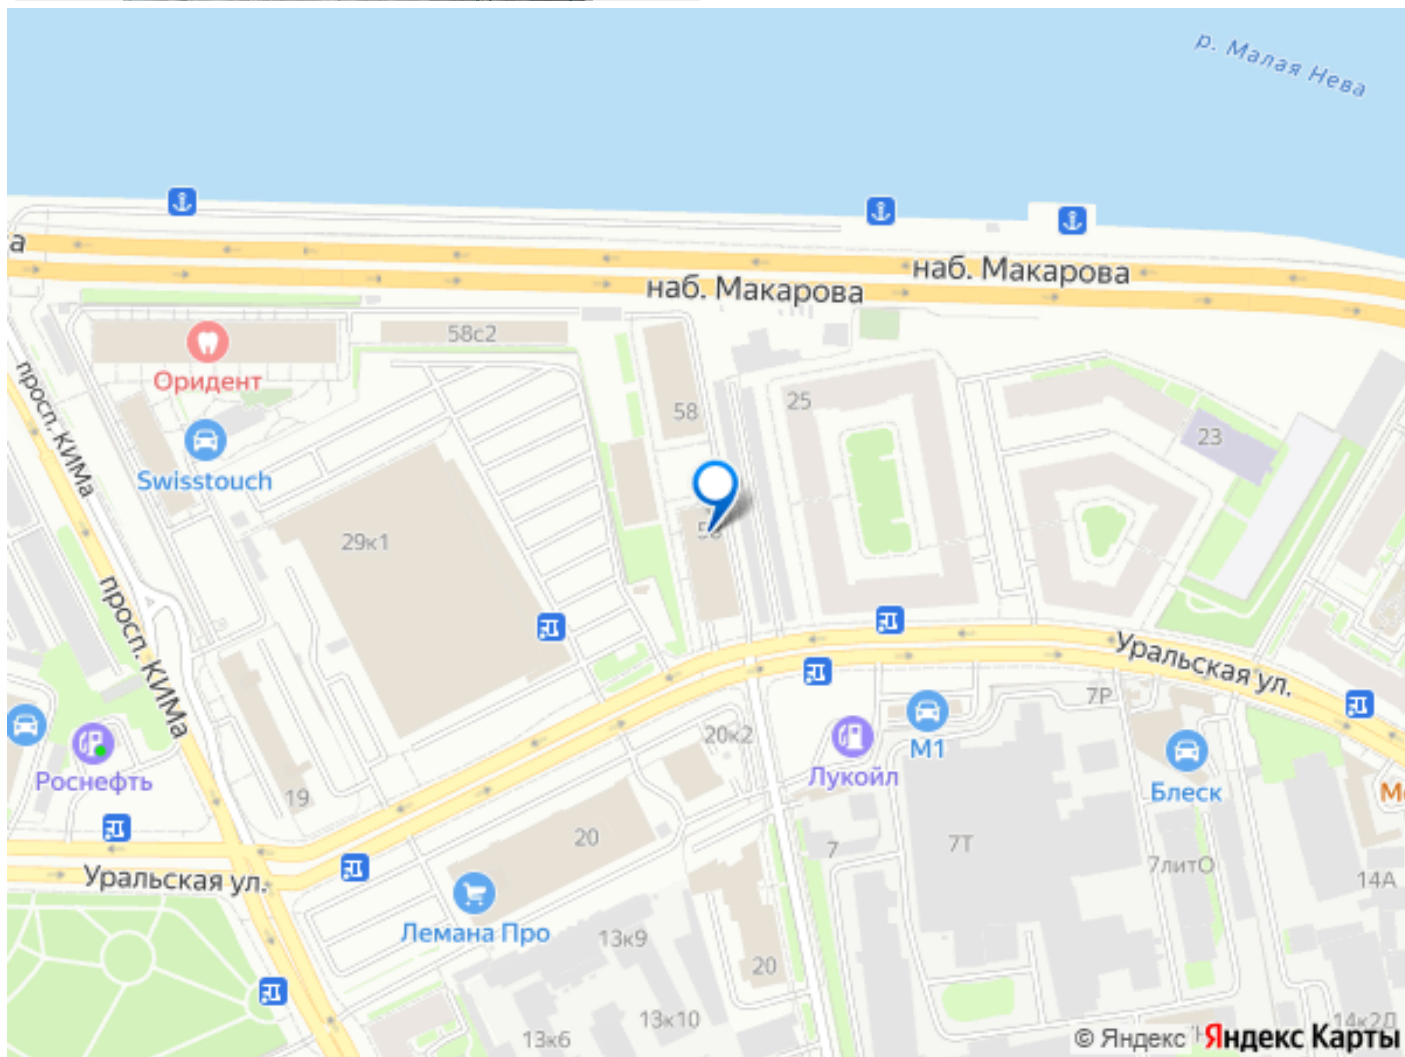 р. Малая Нева
наб. Макарова
наб. Макарова
58с2
Оридент
просп. КИМа
58
25
23
Swisstouch
29к1
просп. КИМа
Уральская ул.
7Р
20к2
М1
Лукойл
Роснефть
Блеск
19
20
7
7Т
7литО
14А
Уральская ул.
Лемана Про
13к9
20
13к10
13к6
14к2Л
© Яндекс Яндекс Карты